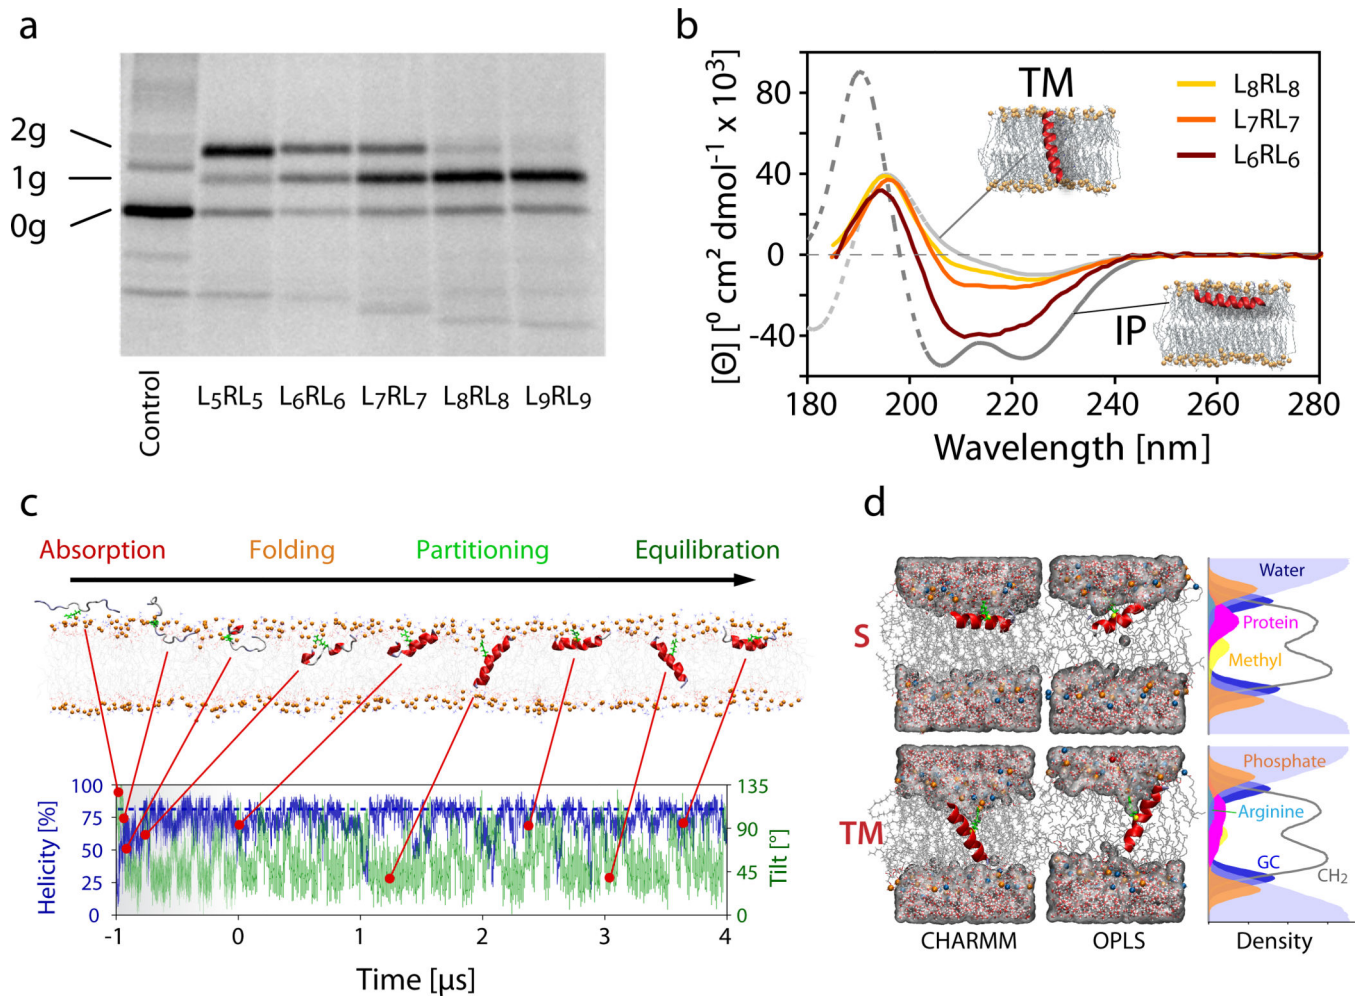 a
2g
1g
0g
Control
L5RL5
L6RL6
L7RL7
L8RL8
L9RL9
b
[Θ] [⁰ cm² dmol⁻¹ x 10³]
80
40
0
-40
TM
IP
L8RL8
L7RL7
L6RL6
180 200 220 240 260 280
Wavelength [nm]
c
Absorption Folding Partitioning Equilibration
Helicity [%]
100
75
50
25
0
135
90
45
0
Tilt [°]
-1 0 1 2 3 4
Time [µs]
d
S
TM
CHARMM OPLS
Water
Protein
Methyl
Phosphate
Arginine
GC
CH₂
Density